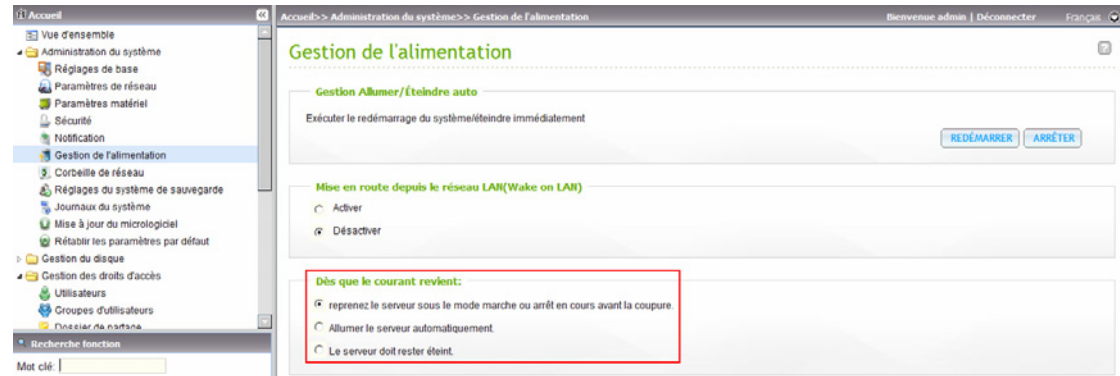 Accueil
Accueil>> Administration du système>> Gestion de l'alimentation
Bienvenue admin | Déconnecter
Français
Vue d'ensemble
Administration du système
Réglages de base
Paramètres de réseau
Paramètres matériel
Sécurité
Notification
Gestion de l'alimentation
Corbeille de réseau
Réglages du système de sauvegarde
Journaux du système
Mise à jour du micrologiciel
Rétablir les paramètres par défaut
Gestion du disque
Gestion des droits d'accès
Utilisateurs
Groupes d'utilisateurs
Dossier de partage
Recherche fonction
Mot clé:
Gestion de l'alimentation
Gestion Allumer/Éteindre auto
Exécuter le redémarrage du système/éteindre immédiatement
REDÉMARRER
ARRÊTER
Mise en route depuis le réseau LAN(Wake on LAN)
Activer
Désactiver
Dès que le courant revient:
reprenez le serveur sous le mode marche ou arrêt en cours avant la coupure.
Allumer le serveur automatiquement.
Le serveur doit rester éteint.